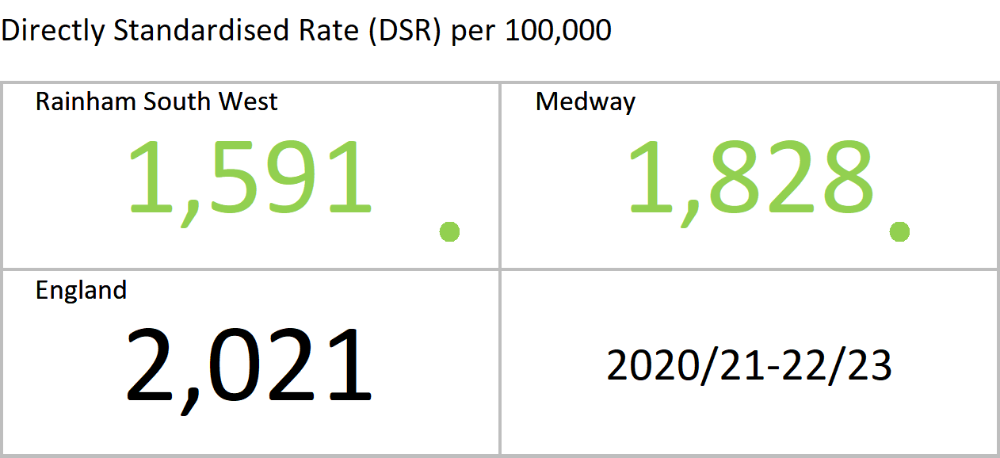 Directly Standardised Rate (DSR) per 100,000
Rainham South West
1,591
Medway
1,828
England
2,021
2020/21-22/23